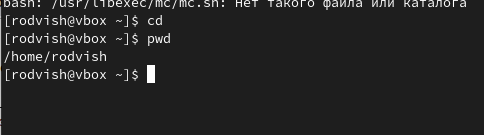 bash: /usr/libexec/mc/mc.sh: Нет такого файла или каталога
[rodvish@vbox ~]$ cd
[rodvish@vbox ~]$ pwd
/home/rodvish
[rodvish@vbox ~]$